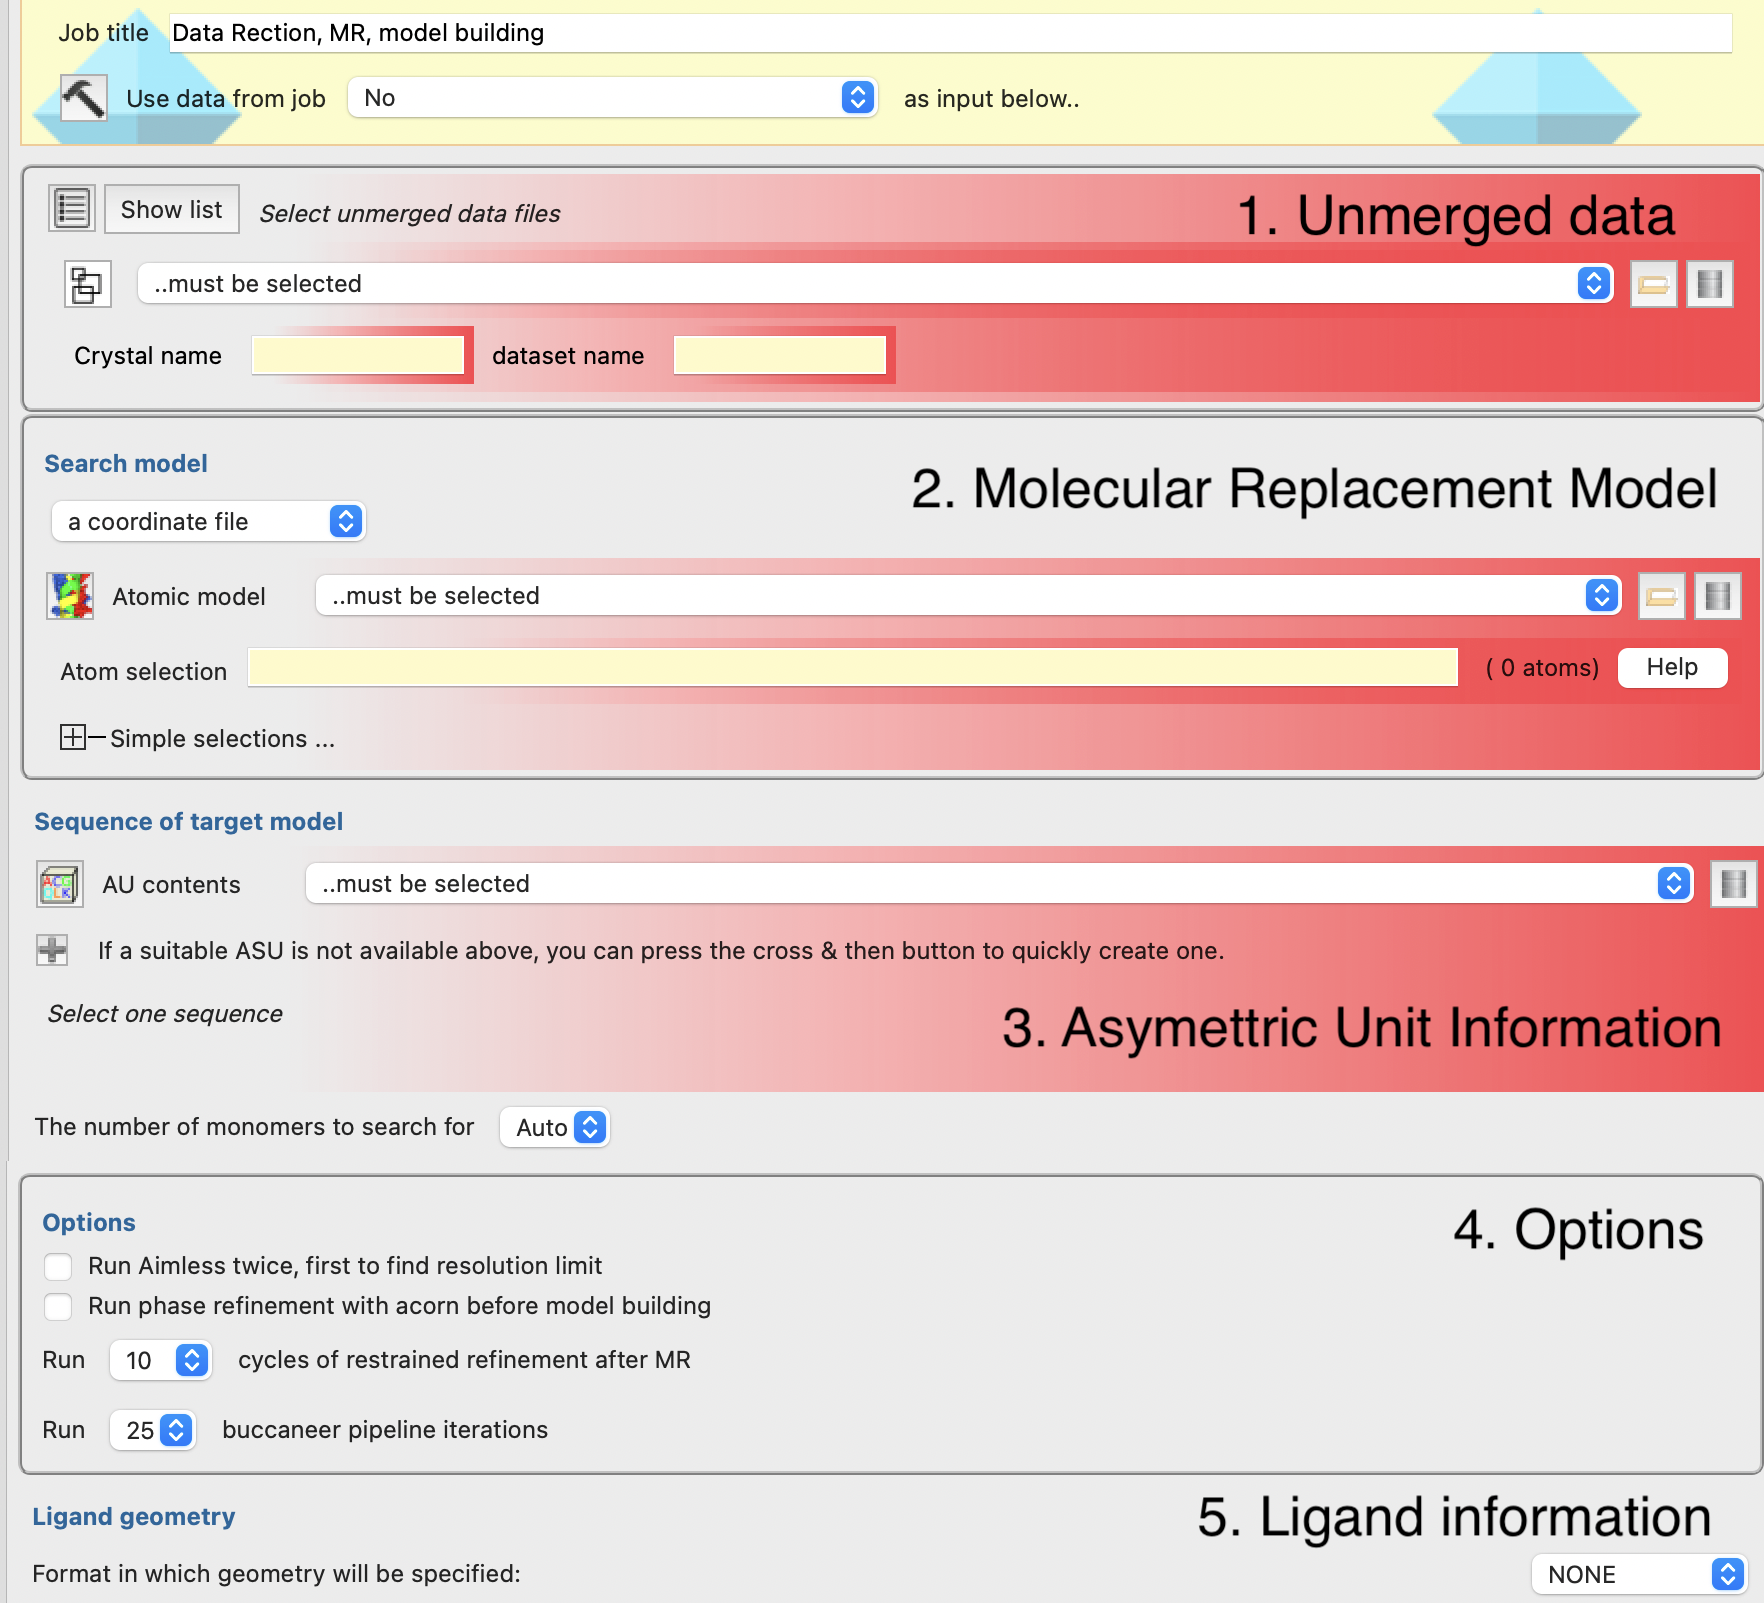 Job title Data Rection, MR, model building
Use data from job No as input below..
Show list Select unmerged data files 1. Unmerged data
..must be selected
Crystal name dataset name
Search model
2. Molecular Replacement Model
a coordinate file
Atomic model ..must be selected
Atom selection ( 0 atoms) Help
Simple selections ...
Sequence of target model
AU contents ..must be selected
If a suitable ASU is not available above, you can press the cross & then button to quickly create one.
Select one sequence
3. Asymettric Unit Information
The number of monomers to search for Auto
Options 4. Options
Run Aimless twice, first to find resolution limit
Run phase refinement with acorn before model building
Run 10 cycles of restrained refinement after MR
Run 25 buccaneer pipeline iterations
Ligand geometry 5. Ligand information
Format in which geometry will be specified: NONE